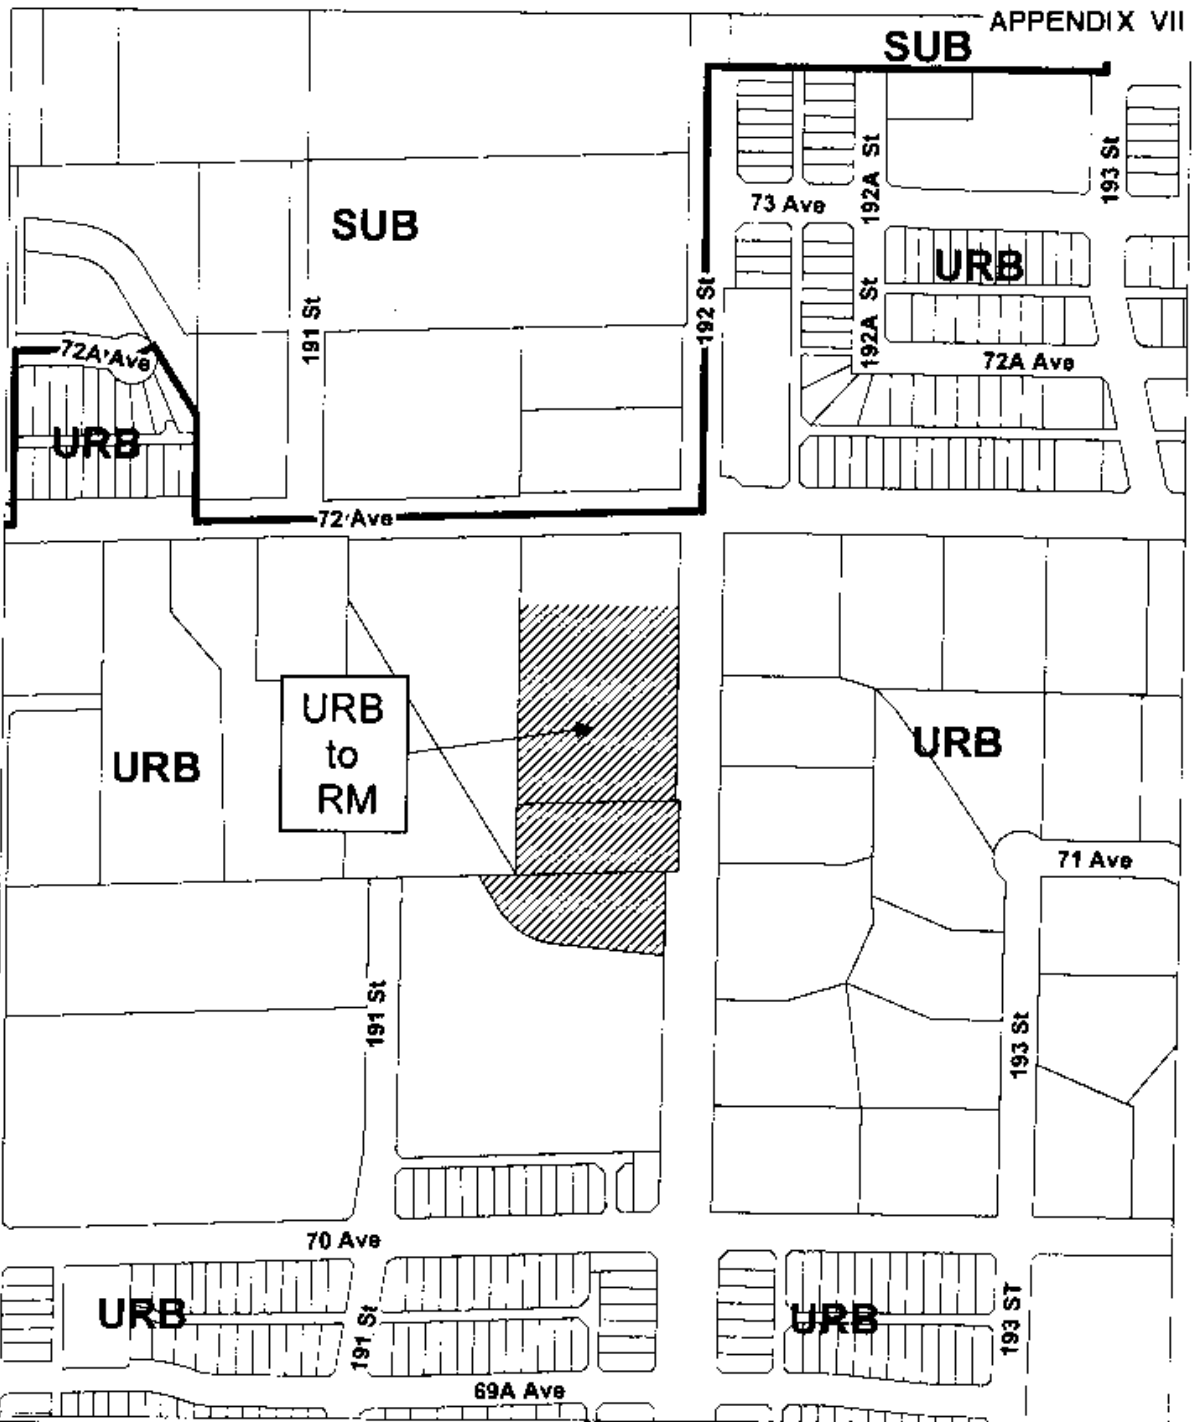 APPENDIX VII
SUB
192A St
193 St
73 Ave
SUB
URB
191 St
192 St
192A St
72A Ave
72A Ave
URB
72 Ave
URB
to
RM
URB
URB
71 Ave
191 St
193 St
70 Ave
URB
191 St
URB
193 ST
69A Ave